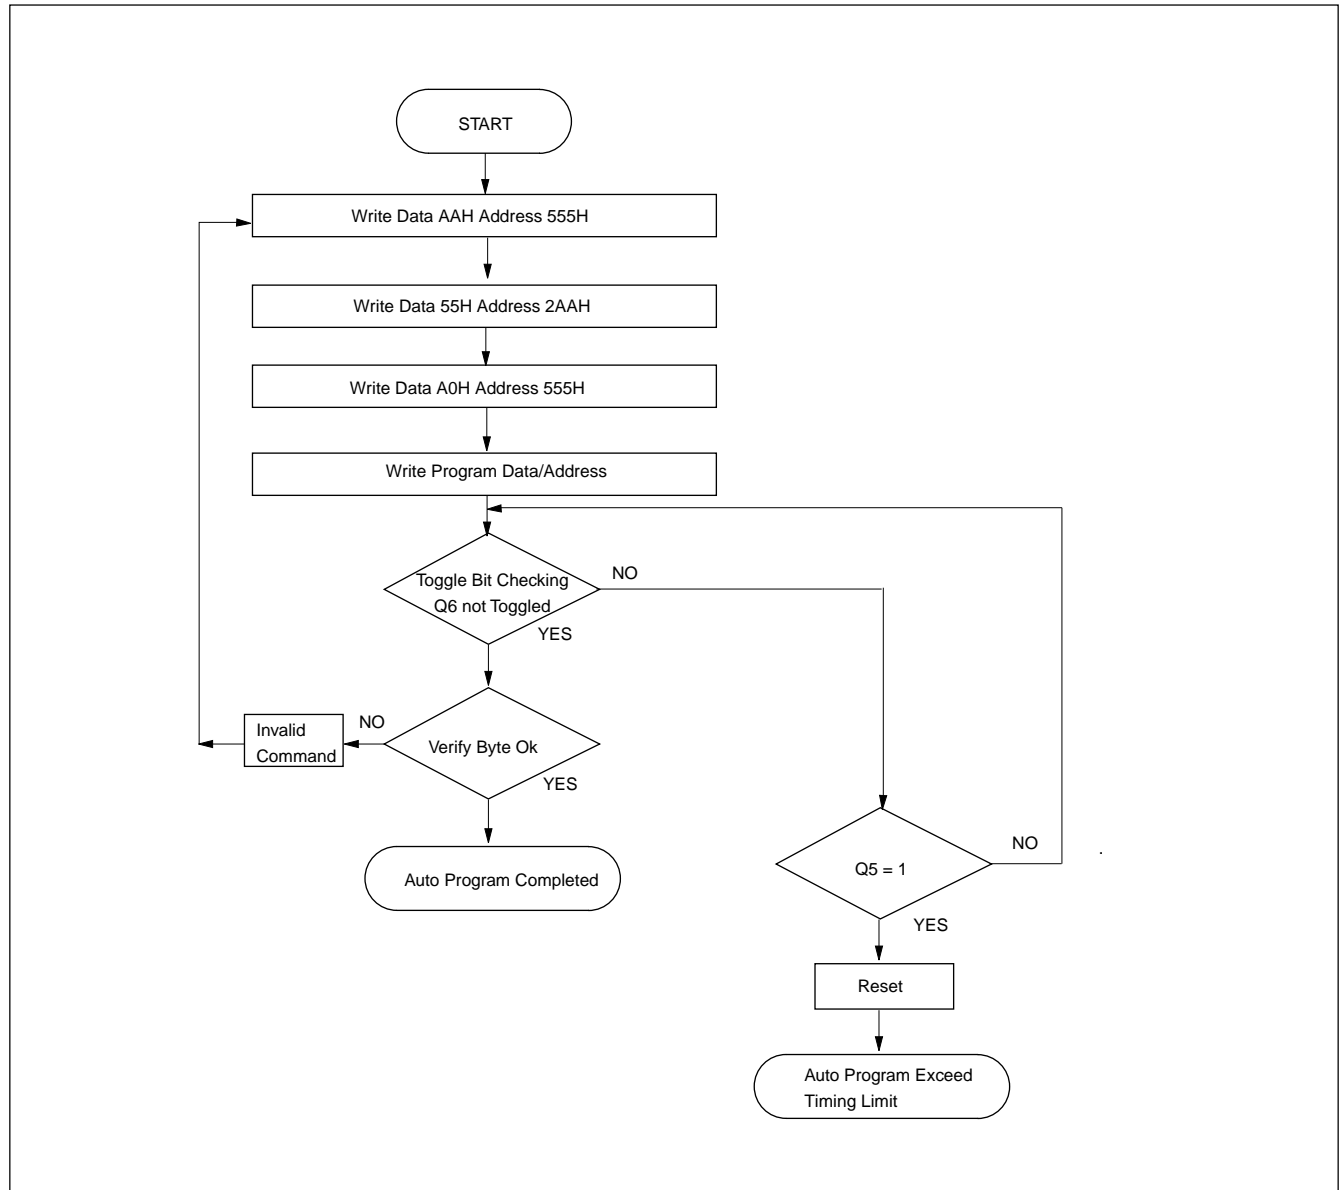 START
Write Data AAH Address 555H
Write Data 55H Address 2AAH
Write Data A0H Address 555H
Write Program Data/Address
Toggle Bit Checking
Q6 not Toggled
NO
YES
Invalid
Command
NO
Verify Byte Ok
YES
Auto Program Completed
Q5 = 1
NO
.
YES
Reset
Auto Program Exceed
Timing Limit